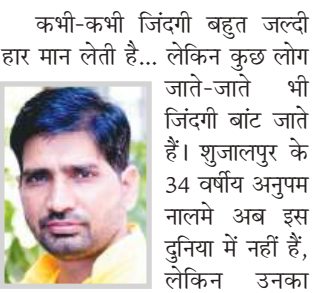 कभी-कभी जिंदगी बहुत जल्दी
हार मान लेती है... लेकिन कुछ लोग
जाते-जाते भी
जिंदगी बांट जाते
हैं। शुजालपुर के
34 वर्षीय अनुपम
नालमे अब इस
दुनिया में नहीं हैं,
लेकिन उनका